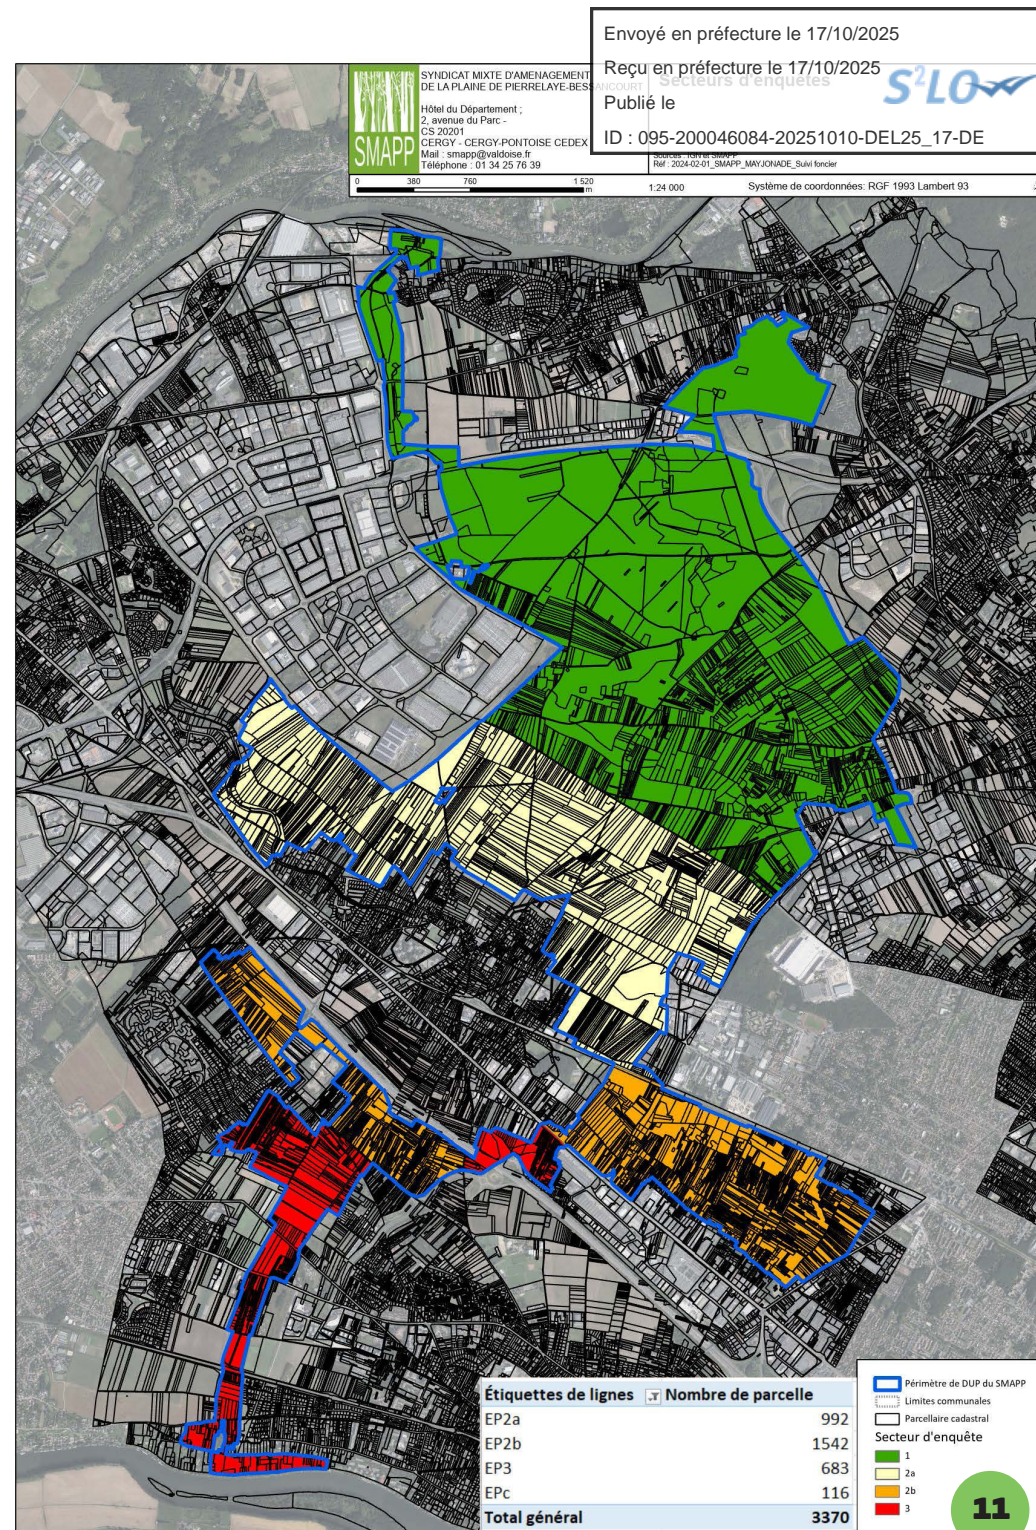 Envoyé en préfecture le 17/10/2025
Reçu en préfecture le 17/10/2025
Publié le
ID : 095-200046084-20251010-DEL25_17-DE
S²LO
SMAPP
SYNDICAT MIXTE D'AMENAGEMENT
DE LA PLAINE DE PIERRELAYE-BESSANCOURT
Hôtel du Département ;
2, avenue du Parc -
CS 20201
CERGY - CERGY-PONTOISE CEDEX
Mail : smapp@valdoise.fr
Téléphone : 01 34 25 76 39
Secteurs d'enquêtes
Sources : IGN et SMAPP
Réf : 2024-02-01_SMAPP_MAYJONADE_Suivi foncier
0 380 760 1 520
m
1:24 000
Système de coordonnées: RGF 1993 Lambert 93
Étiquettes de lignes Nombre de parcelle
EP2a 992
EP2b 1542
EP3 683
EPc 116
Total général 3370
Périmètre de DUP du SMAPP
Limites communales
Parcellaire cadastral
Secteur d'enquête
1
2a
2b
3
11